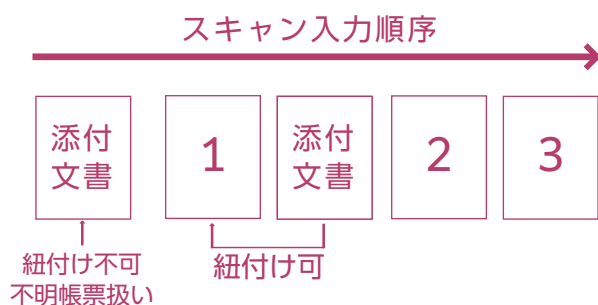 スキャン入力順序
添付
文書
1
添付
文書
2
3
紐付け不可
不明帳票扱い
紐付け可